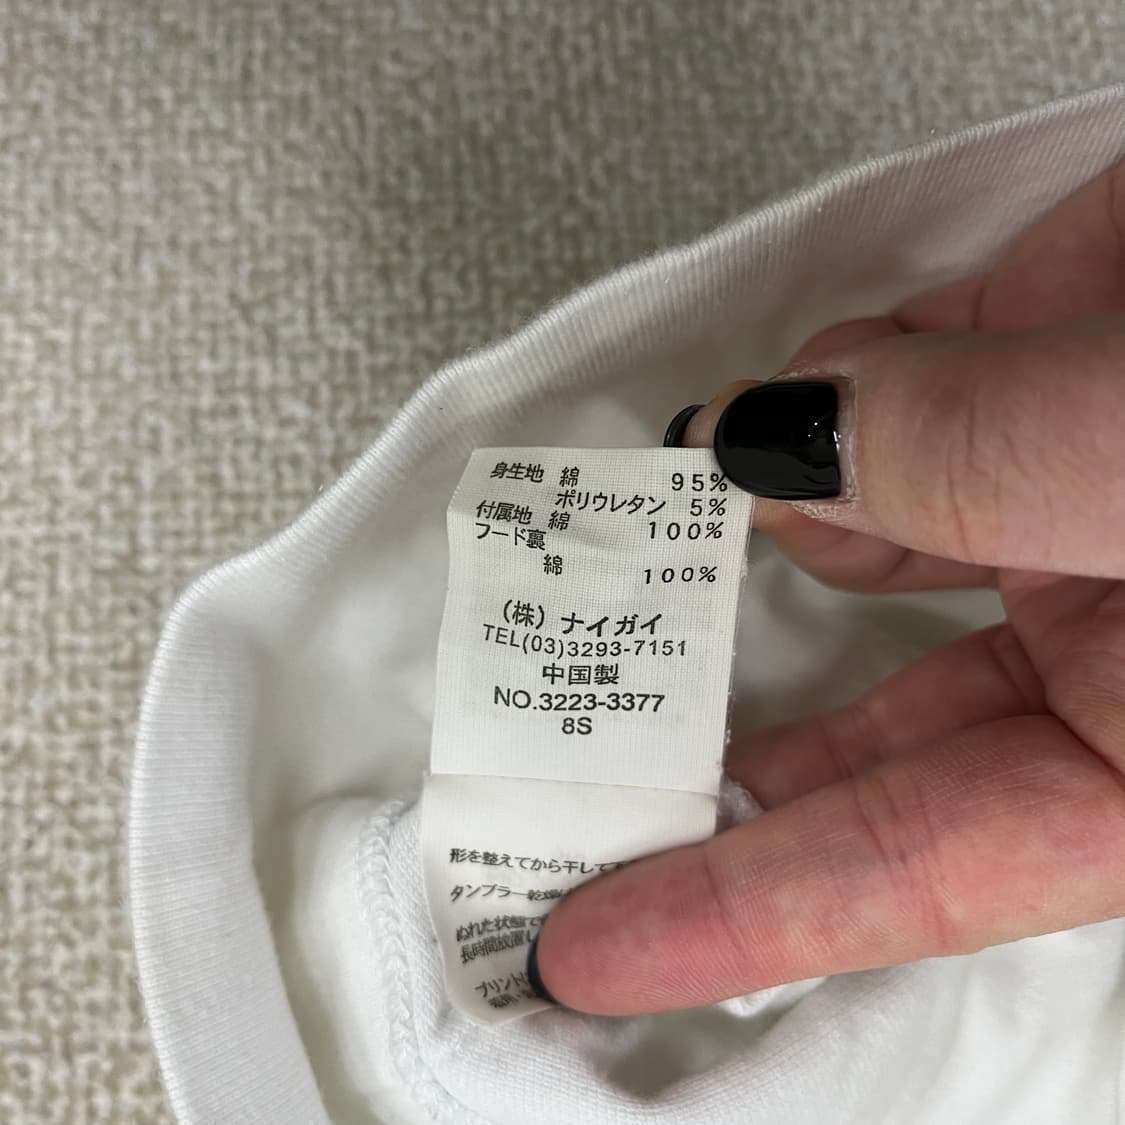 身生地 綿 95%
ポリウレタン 5%
付属地 綿 100%
フード裏
綿 100%
(株) ナイガイ
TEL(03)3293-7151
中国製
NO.3223-3377
8S
形を整えてから干して
タンブラー乾燥
ぬれた状態で
長時間放置し
プリント